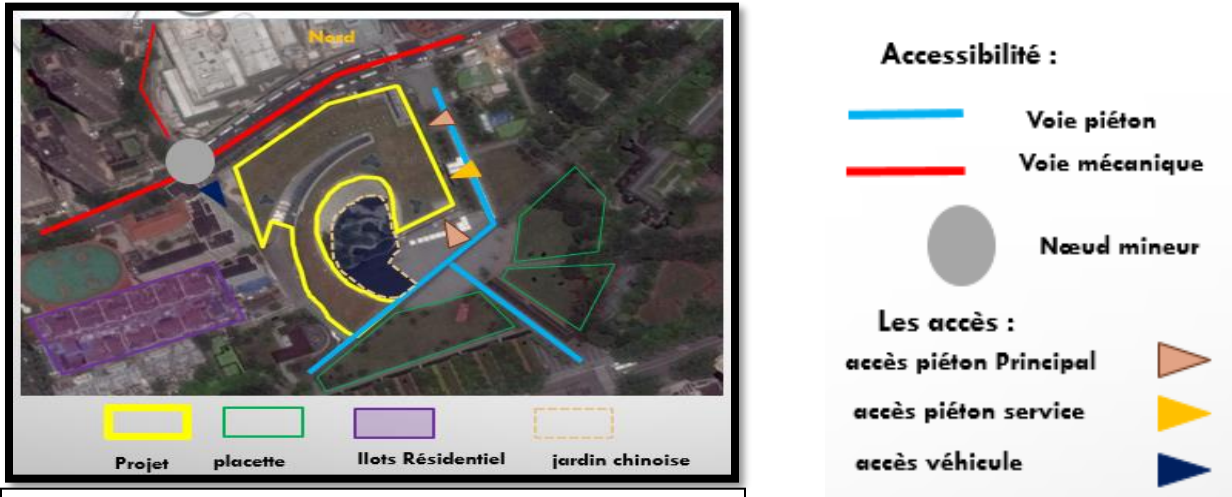 Nord
Projet
placette
Ilots Résidentiel
jardin chinoise
Accessibilité :
Voie piéton
Voie mécanique
Nœud mineur
Les accès :
accès piéton Principal
accès piéton service
accès véhicule